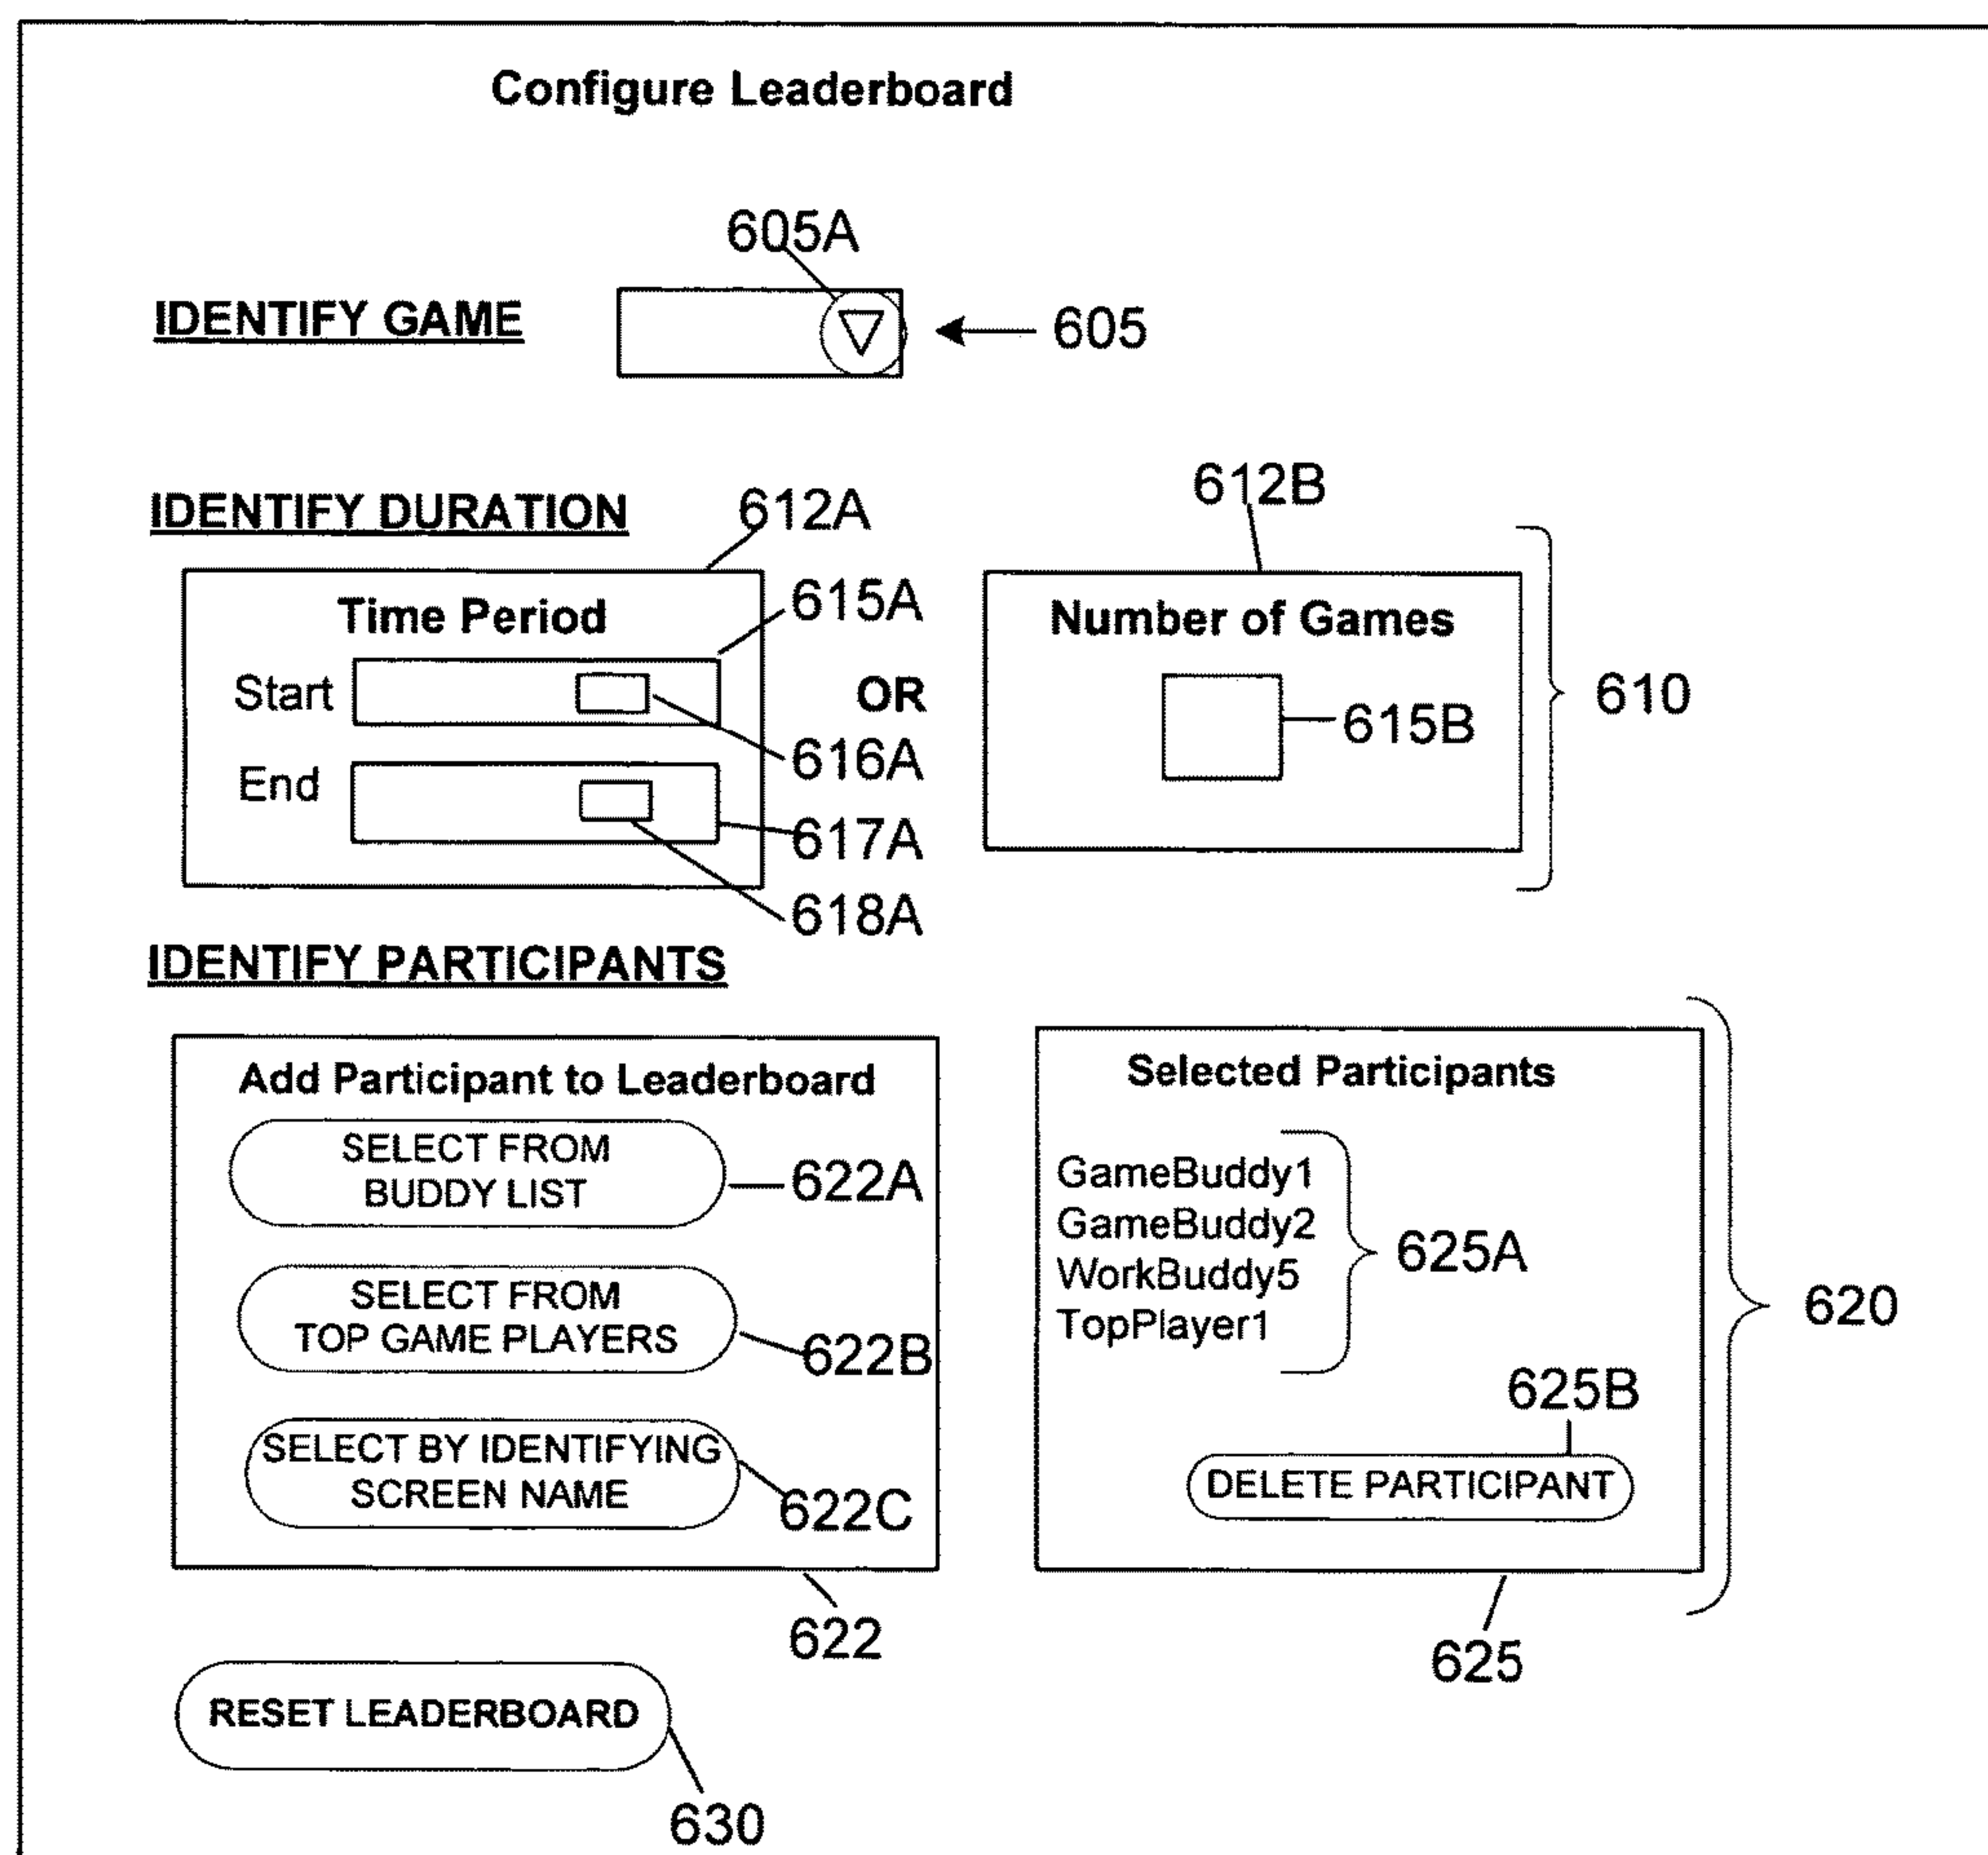 Configure Leaderboard
605A
IDENTIFY GAME
605
IDENTIFY DURATION
612A
612B
Time Period
615A
Number of Games
Start
OR
610
615B
616A
End
617A
618A
IDENTIFY PARTICIPANTS
Add Participant to Leaderboard
SELECT FROM
BUDDY LIST
622A
SELECT FROM
TOP GAME PLAYERS
622B
SELECT BY IDENTIFYING
SCREEN NAME
622C
622
Selected Participants
GameBuddy1
GameBuddy2
WorkBuddy5
TopPlayer1
625A
620
625B
DELETE PARTICIPANT
625
RESET LEADERBOARD
630